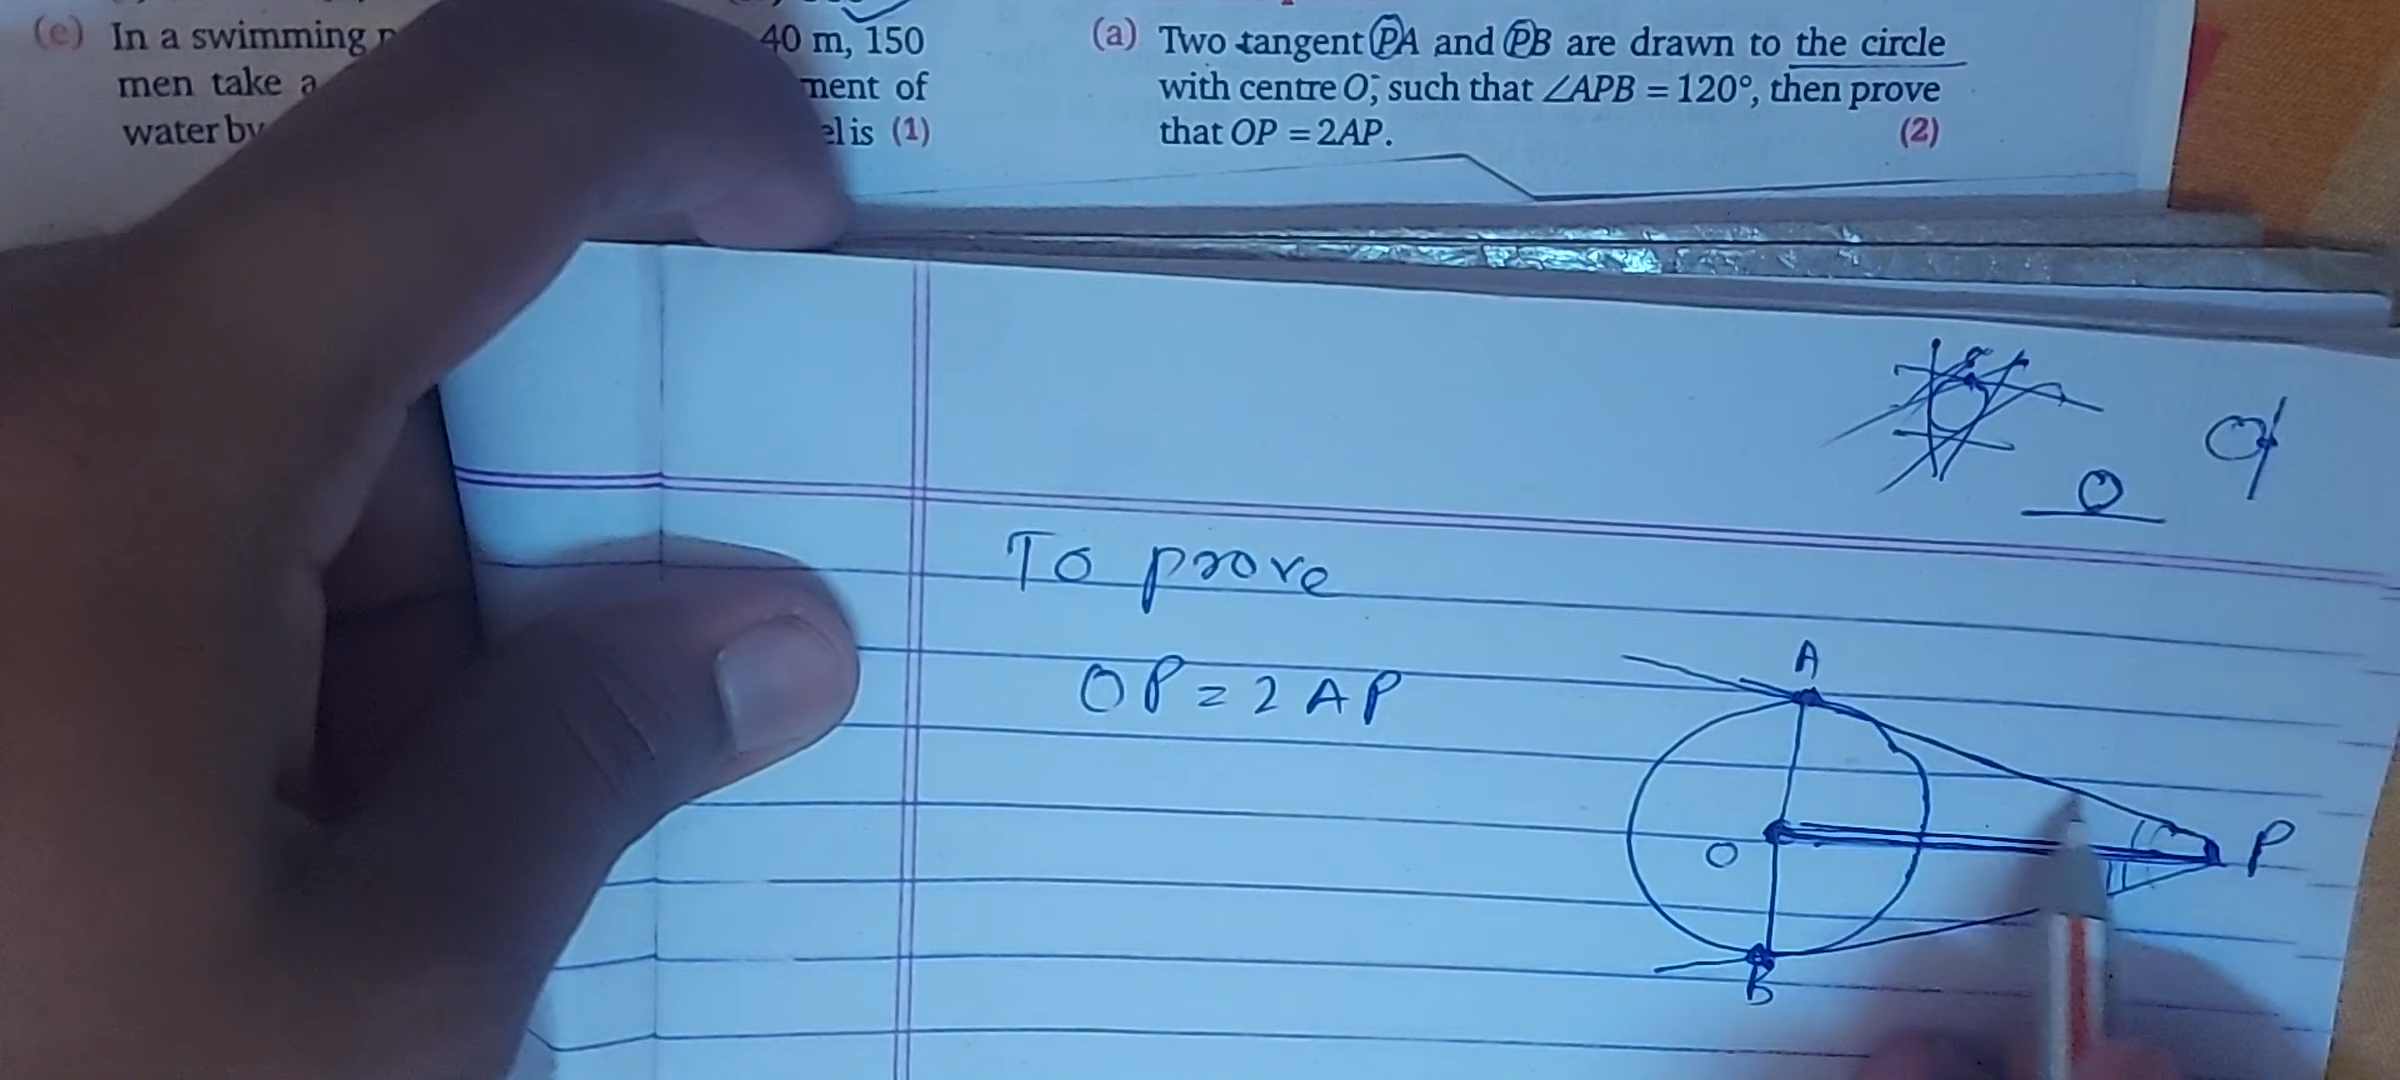 (e) In a swimming
40 m, 150
men take a
ment of
water by
el is (1)
(a) Two tangent PA and PB are drawn to the circle
with centre O, such that ∠APB = 120°, then prove
that OP = 2AP.
(2)
To prove
OP = 2 AP
A
O
P
B